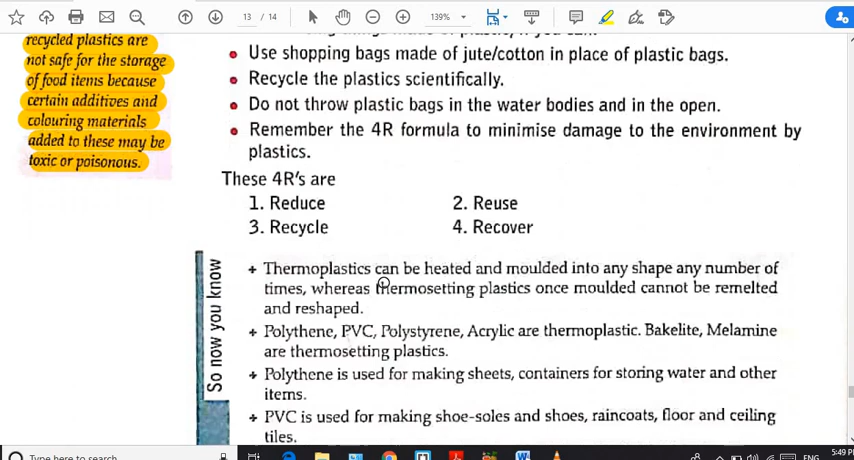 13 / 14
139%
recycled plastics are
not safe for the storage
of food items because
certain additives and
colouring materials
added to these may be
toxic or poisonous.
• Use shopping bags made of jute/cotton in place of plastic bags.
• Recycle the plastics scientifically.
• Do not throw plastic bags in the water bodies and in the open.
• Remember the 4R formula to minimise damage to the environment by
plastics.
These 4R's are
1. Reduce 2. Reuse
3. Recycle 4. Recover
So now you know
+ Thermoplastics can be heated and moulded into any shape any number of
times, whereas thermosetting plastics once moulded cannot be remelted
and reshaped.
+ Polythene, PVC, Polystyrene, Acrylic are thermoplastic. Bakelite, Melamine
are thermosetting plastics.
+ Polythene is used for making sheets, containers for storing water and other
items.
+ PVC is used for making shoe-soles and shoes, raincoats, floor and ceiling
tiles.
Type here to search
ENG
5:49 P